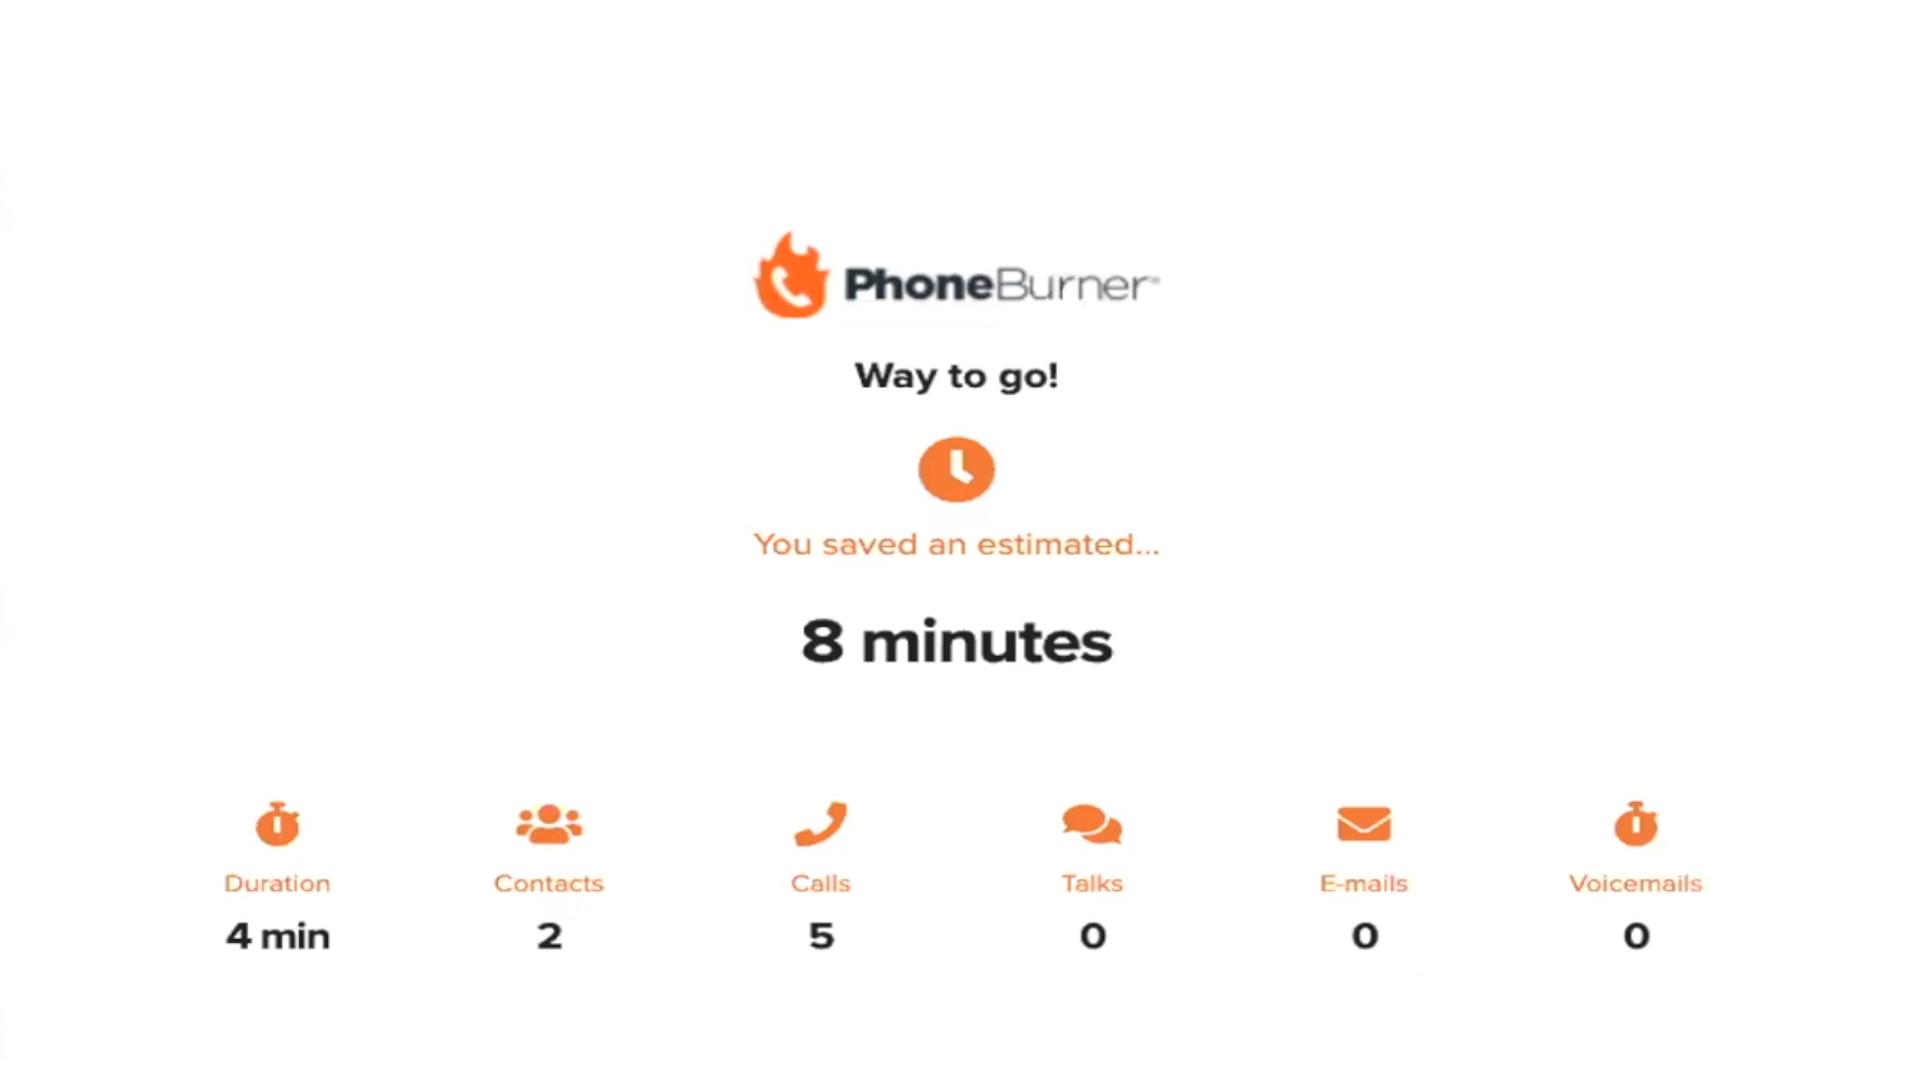 PhoneBurner
Way to go!
You saved an estimated...
8 minutes
Duration Contacts Calls Talks E-mails Voicemails
4 min 2 5 0 0 0